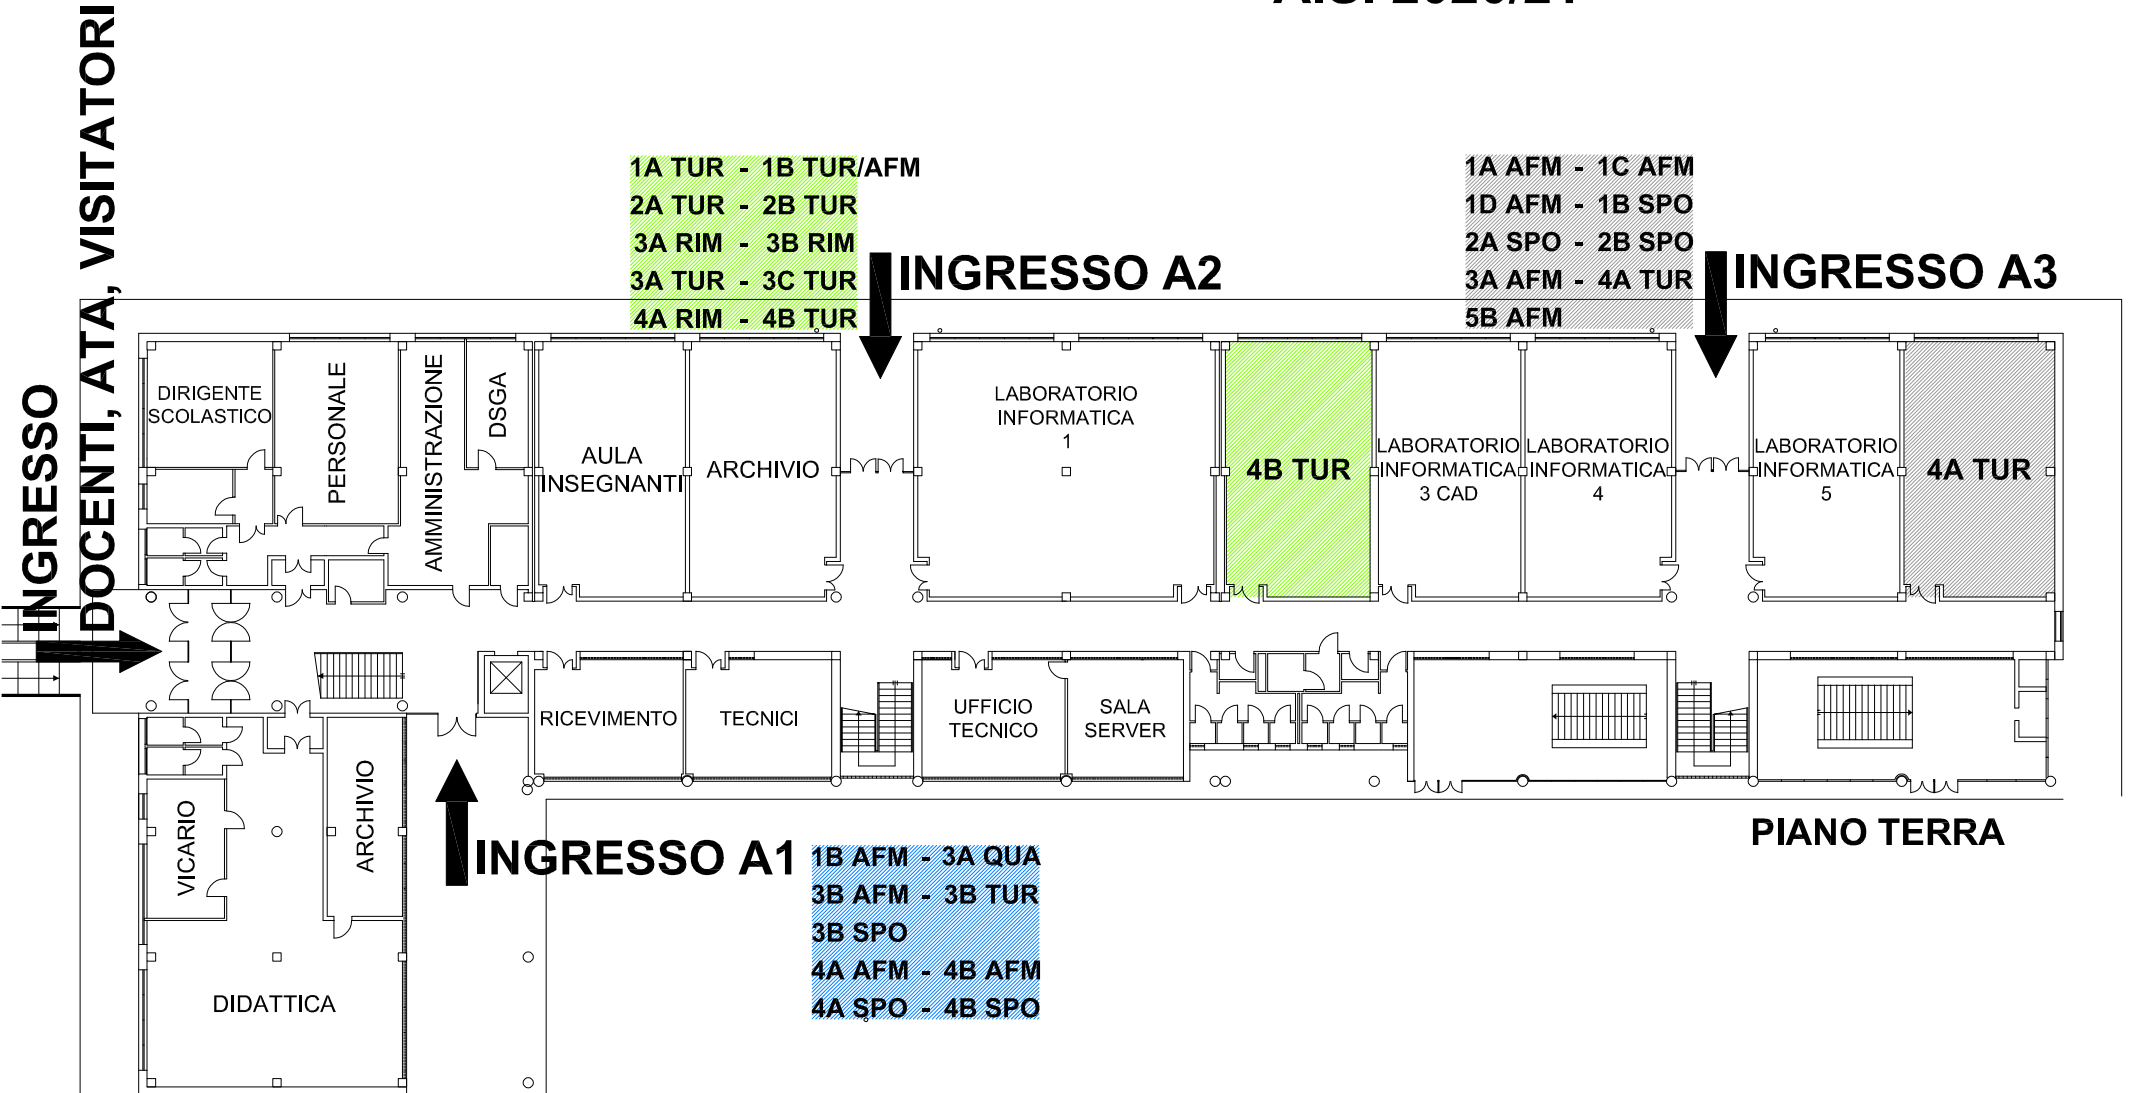 INGRESSO
DOCENTI, ATA, VISITATORI
1A TUR - 1B TUR/AFM
2A TUR - 2B TUR
3A RIM - 3B RIM
3A TUR - 3C TUR
4A RIM - 4B TUR
INGRESSO A2
1A AFM - 1C AFM
1D AFM - 1B SPO
2A SPO - 2B SPO
3A AFM - 4A TUR
5B AFM
INGRESSO A3
DIRIGENTE
SCOLASTICO
PERSONALE
AMMINISTRAZIONE
DSGA
AULA
INSEGNANTI
ARCHIVIO
LABORATORIO
INFORMATICA
1
4B TUR
LABORATORIO
INFORMATICA
3 CAD
LABORATORIO
INFORMATICA
4
LABORATORIO
INFORMATICA
5
4A TUR
RICEVIMENTO
TECNICI
UFFICIO
TECNICO
SALA
SERVER
VICARIO
ARCHIVIO
DIDATTICA
INGRESSO A1
1B AFM - 3A QUA
3B AFM - 3B TUR
3B SPO
4A AFM - 4B AFM
4A SPO - 4B SPO
PIANO TERRA